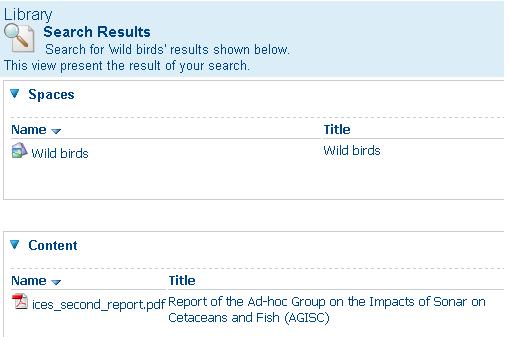 Library
Search Results
Search for 'wild birds' results shown below.
This view present the result of your search.
Spaces
Name Title
Wild birds Wild birds
Content
Name Title
ices_second_report.pdf Report of the Ad-hoc Group on the Impacts of Sonar on
Cetaceans and Fish (AGISC)